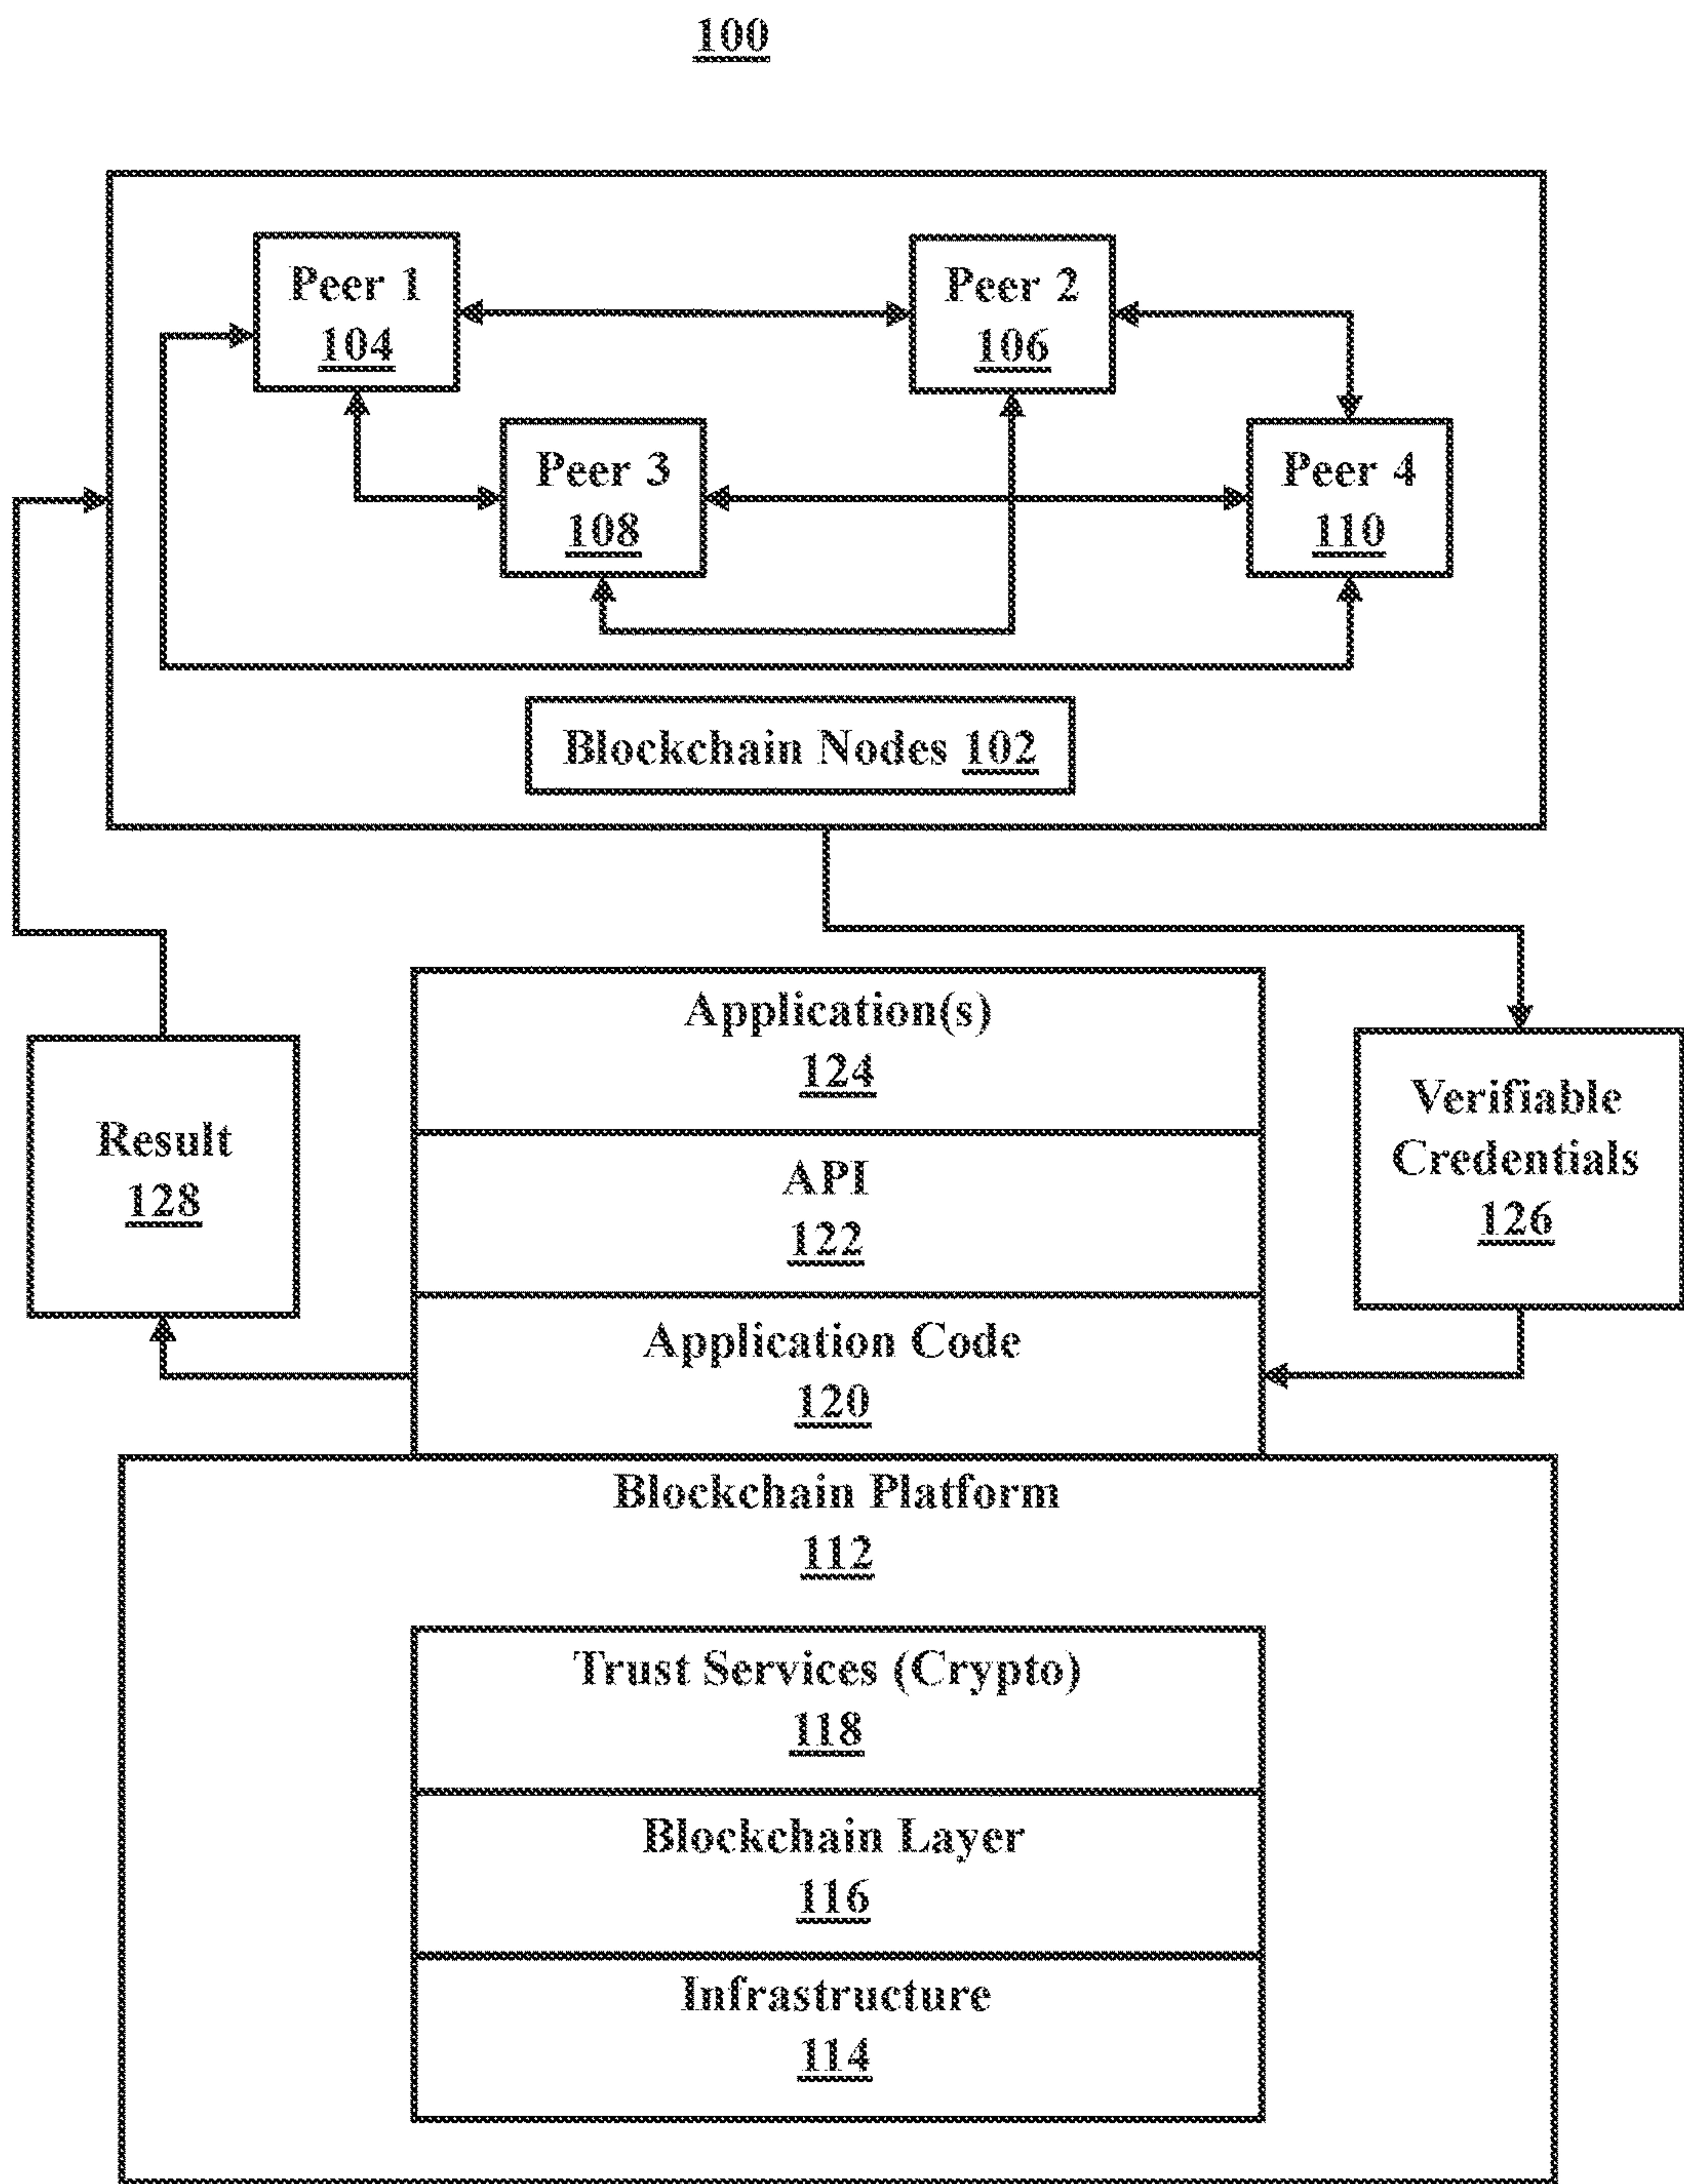 100
Peer 1
104
Peer 2
106
Peer 3
108
Peer 4
110
Blockchain Nodes 102
Application(s)
124
API
122
Application Code
120
Result
128
Verifiable
Credentials
126
Blockchain Platform
112
Trust Services (Crypto)
118
Blockchain Layer
116
Infrastructure
114